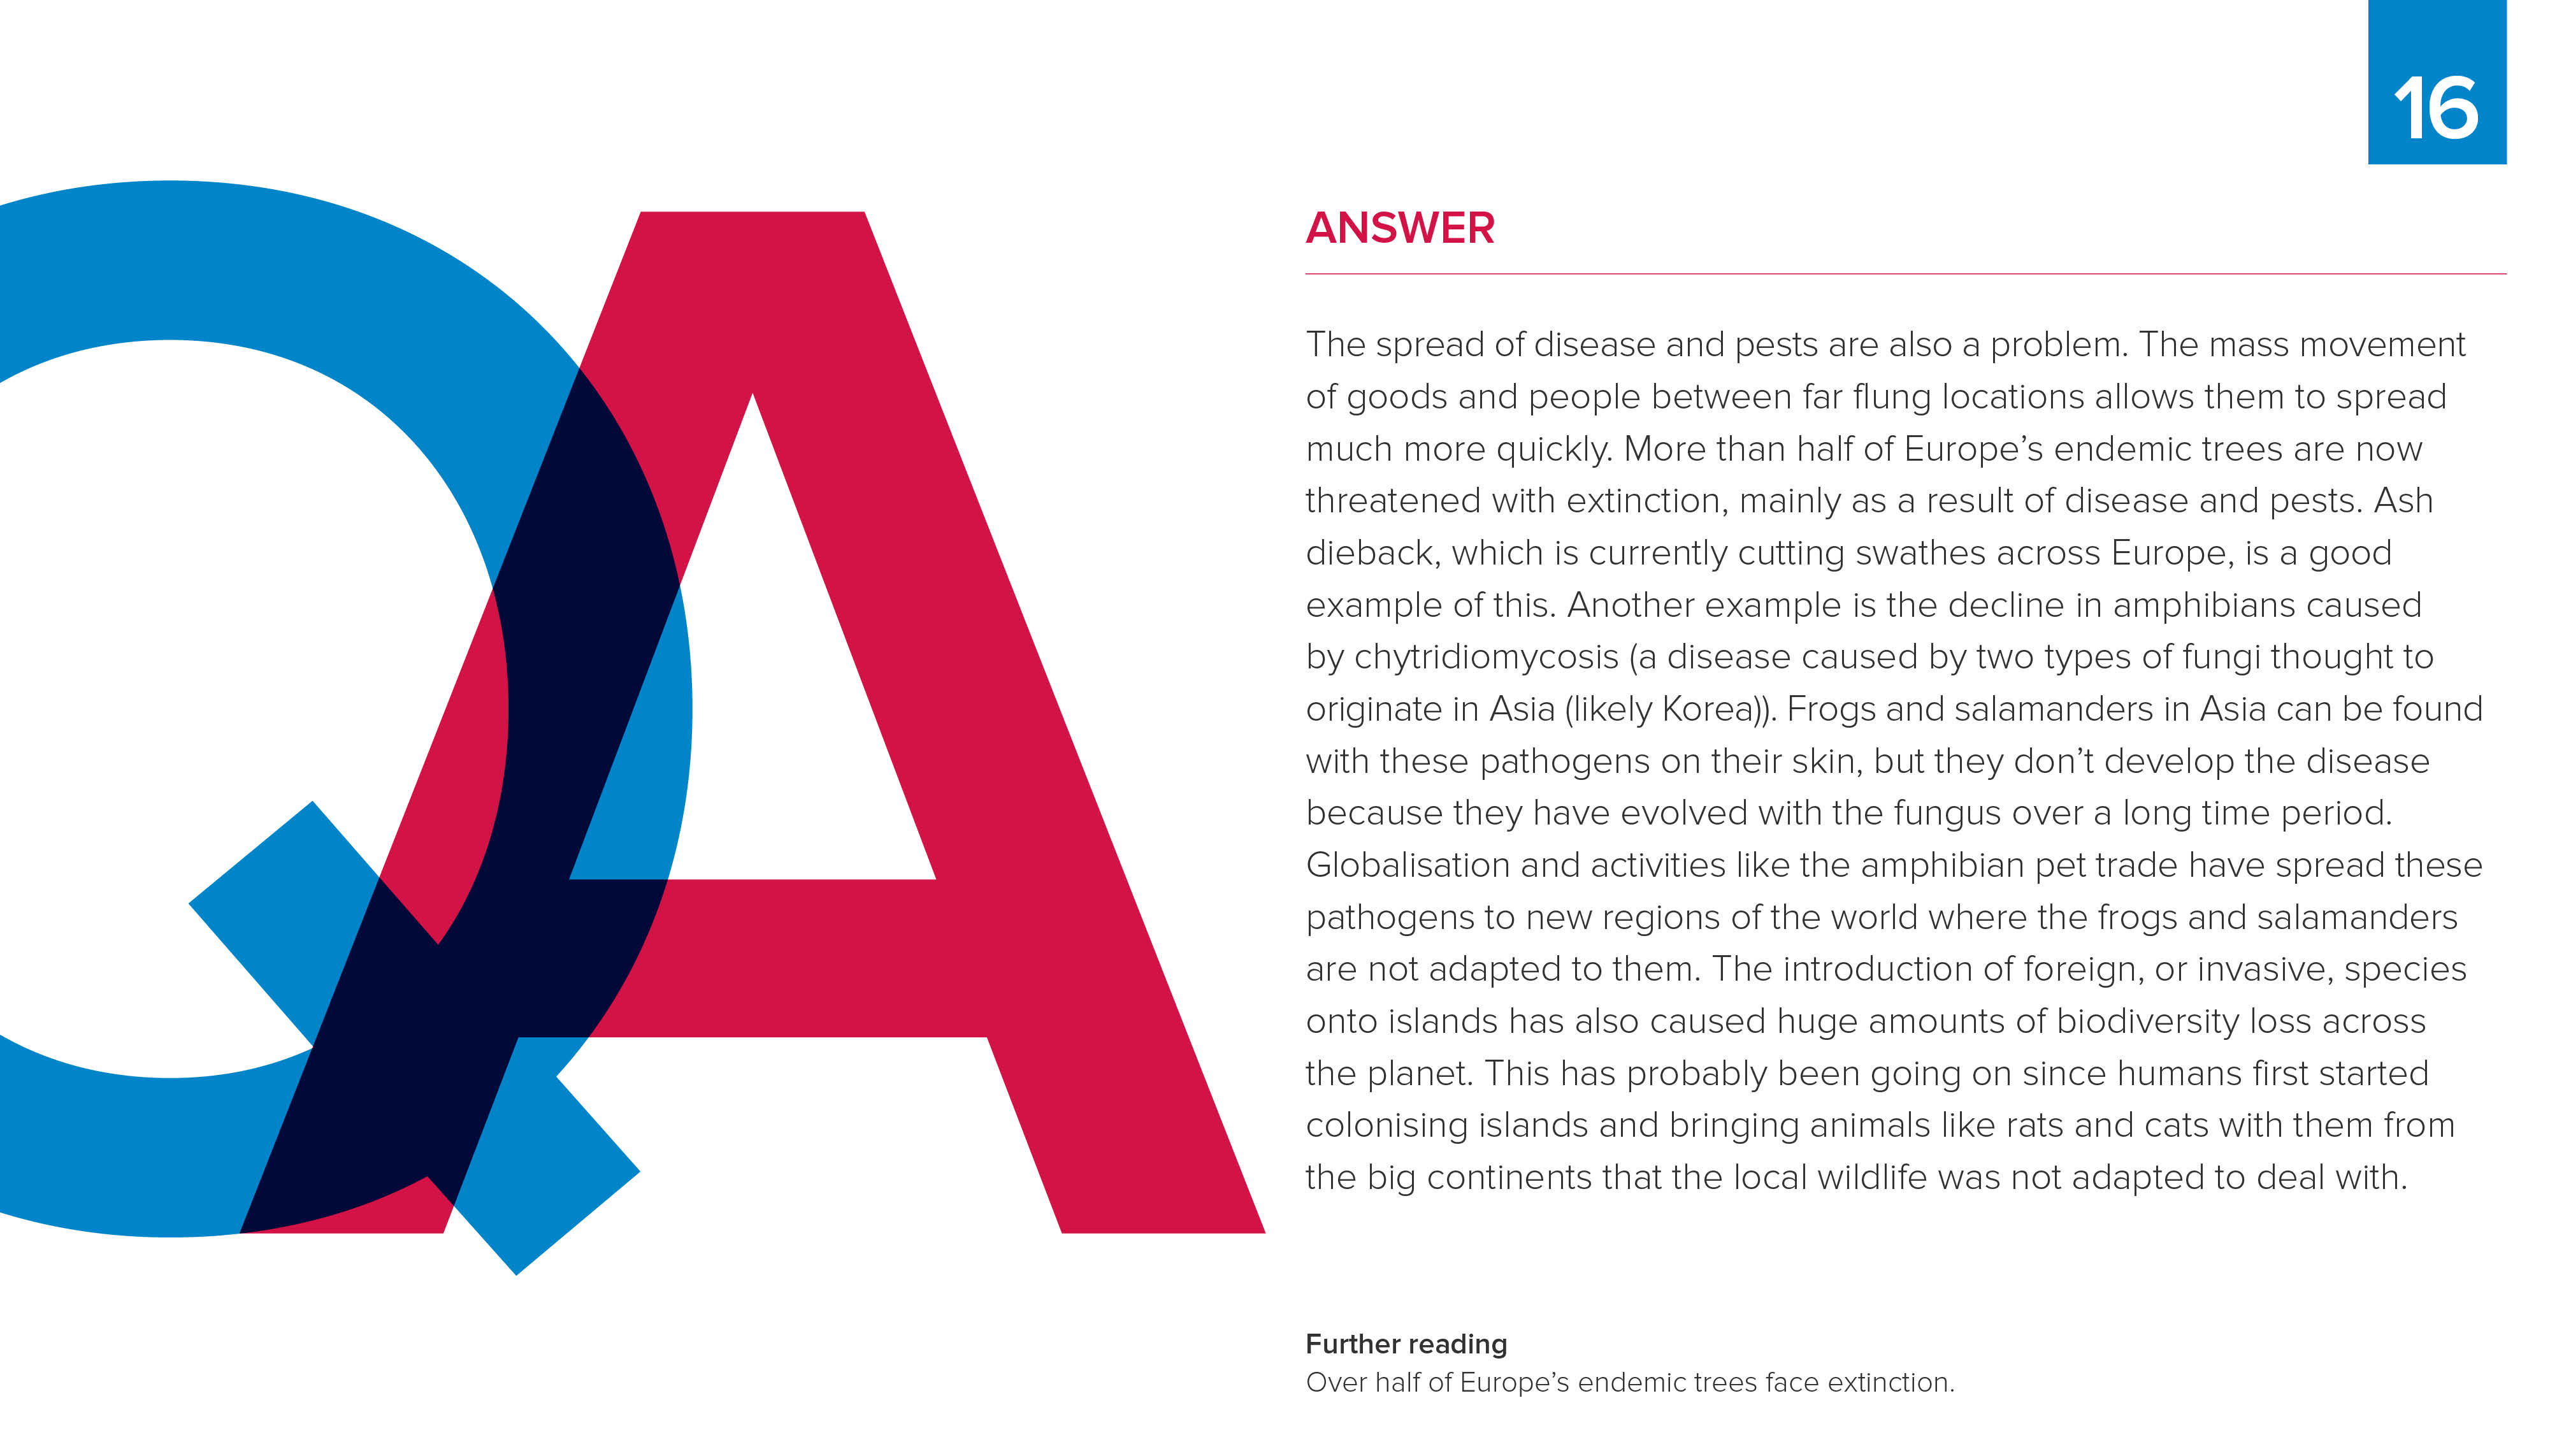 16
QA
ANSWER
The spread of disease and pests are also a problem. The mass movement
of goods and people between far flung locations allows them to spread
much more quickly. More than half of Europe’s endemic trees are now
threatened with extinction, mainly as a result of disease and pests. Ash
dieback, which is currently cutting swathes across Europe, is a good
example of this. Another example is the decline in amphibians caused
by chytridiomycosis (a disease caused by two types of fungi thought to
originate in Asia (likely Korea)). Frogs and salamanders in Asia can be found
with these pathogens on their skin, but they don’t develop the disease
because they have evolved with the fungus over a long time period.
Globalisation and activities like the amphibian pet trade have spread these
pathogens to new regions of the world where the frogs and salamanders
are not adapted to them. The introduction of foreign, or invasive, species
onto islands has also caused huge amounts of biodiversity loss across
the planet. This has probably been going on since humans first started
colonising islands and bringing animals like rats and cats with them from
the big continents that the local wildlife was not adapted to deal with.
Further reading
Over half of Europe’s endemic trees face extinction.